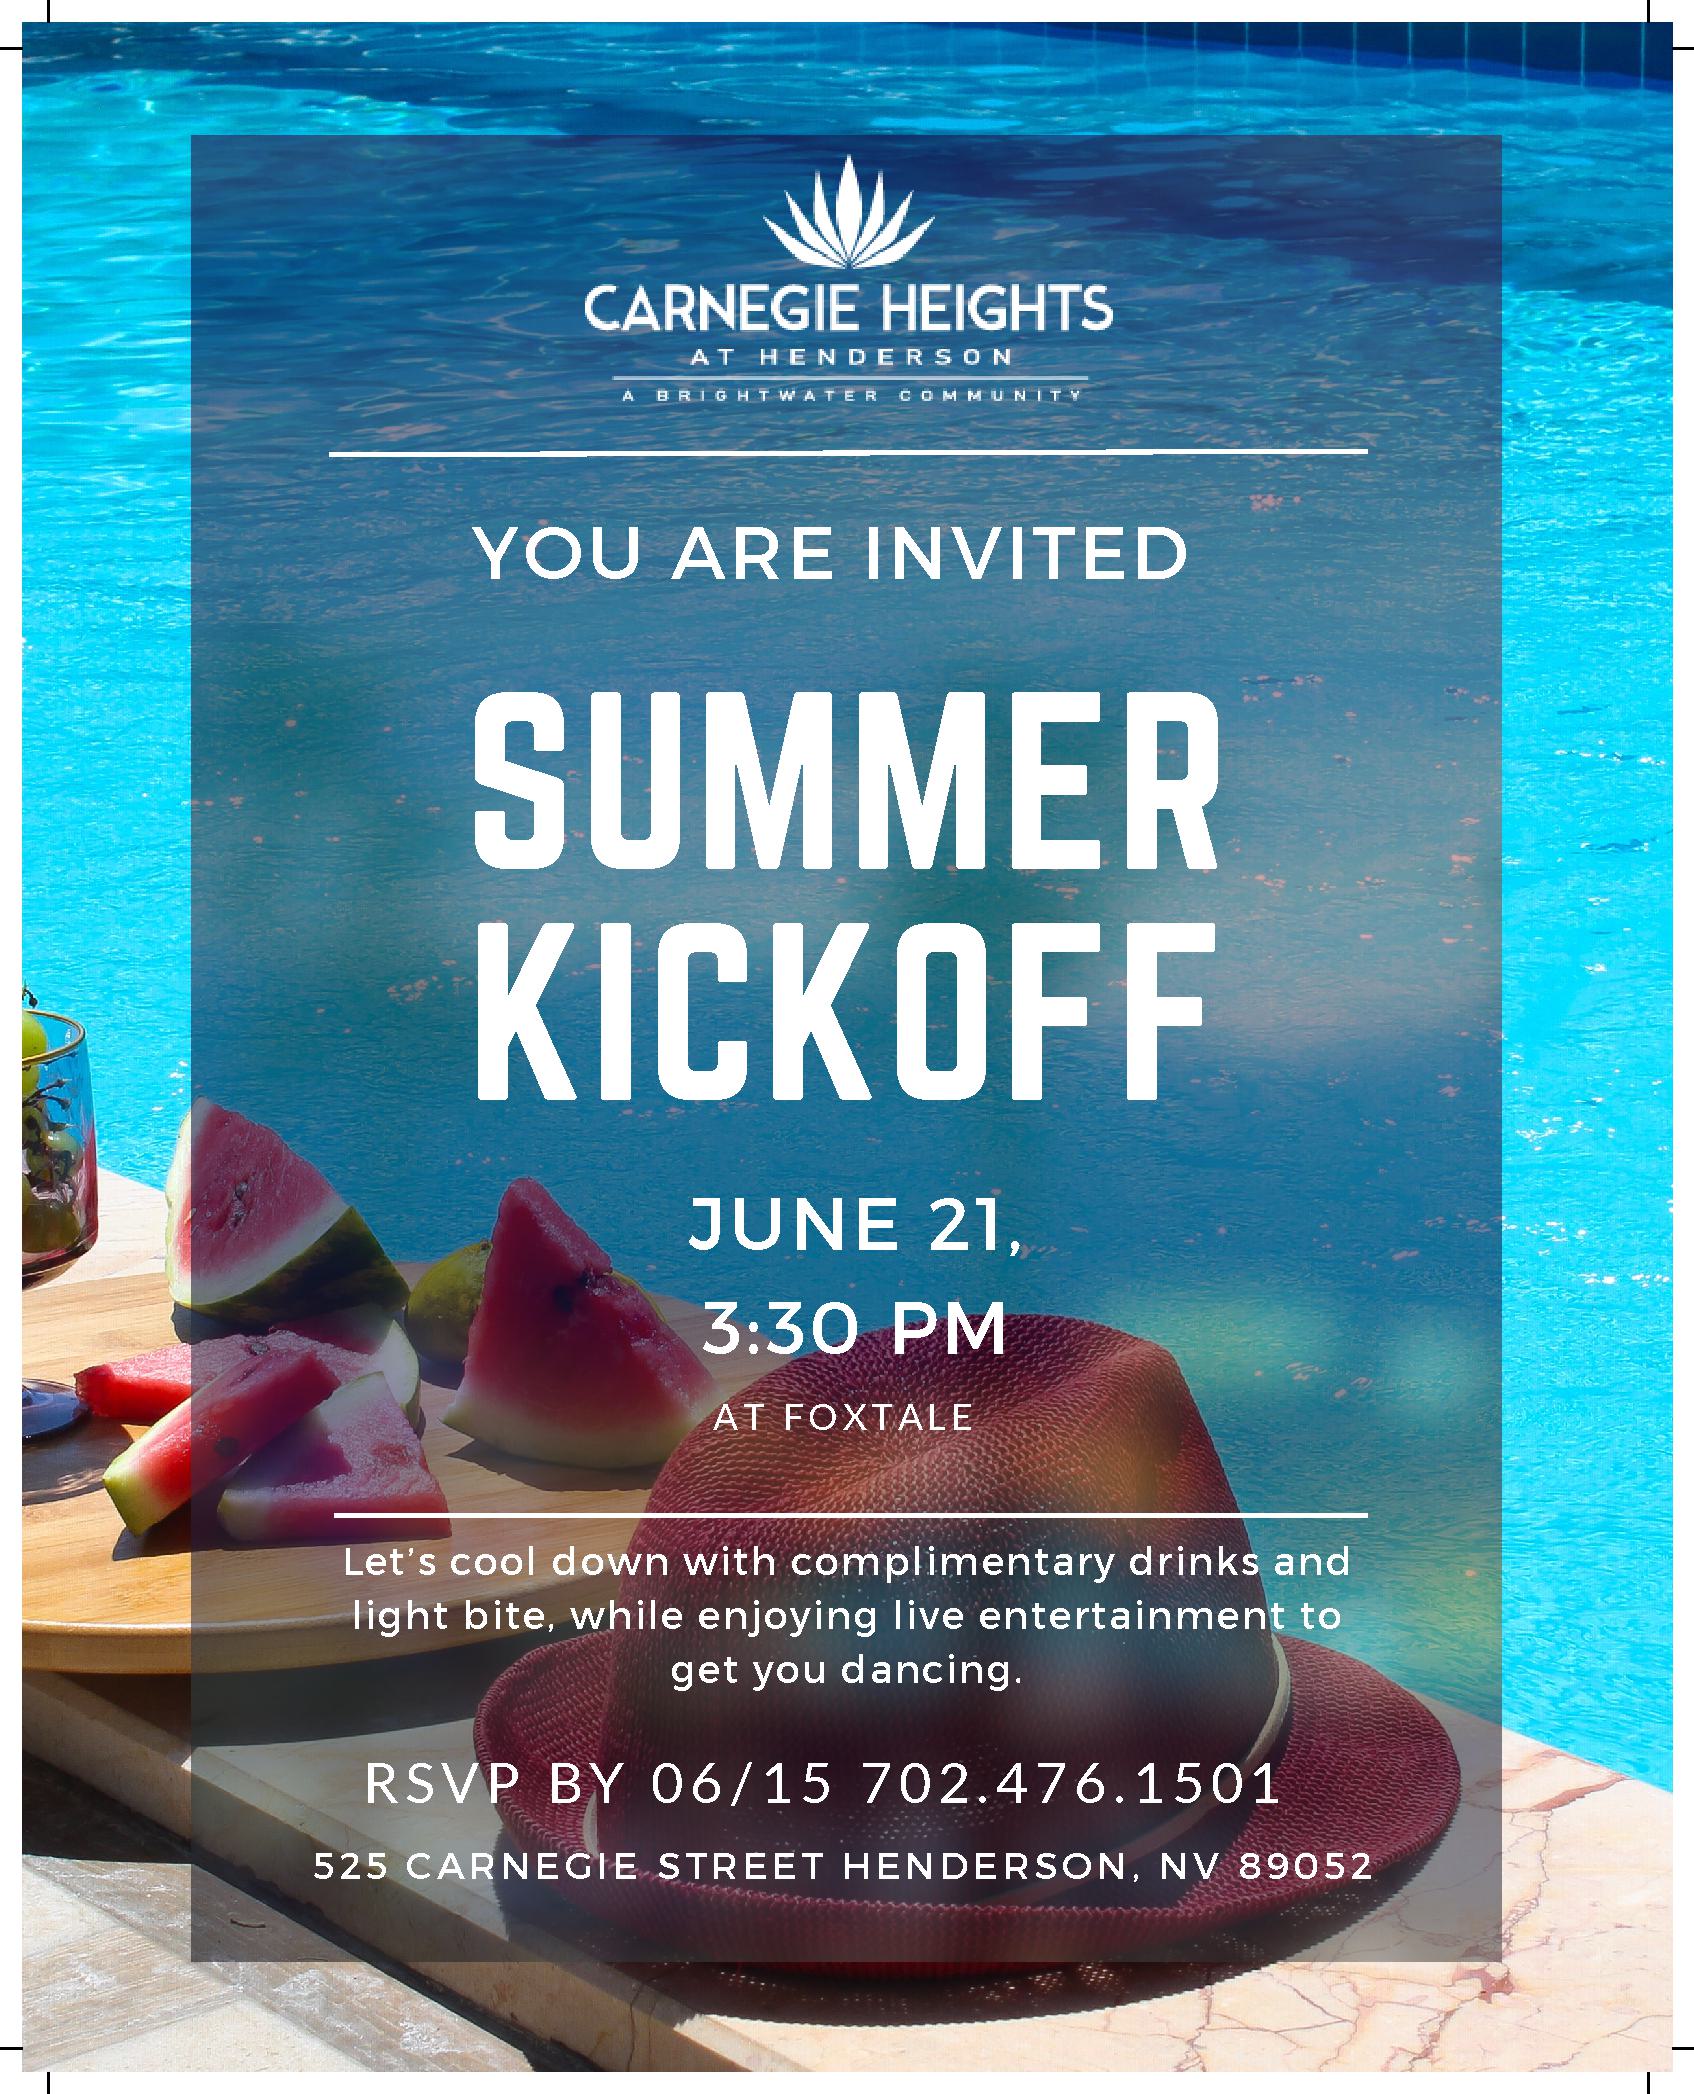 CARNEGIE HEIGHTS
AT HENDERSON
A BRIGHTWATER COMMUNITY
YOU ARE INVITED
SUMMER
KICKOFF
JUNE 21,
3:30 PM
AT FOXTALE
Let's cool down with complimentary drinks and
light bite, while enjoying live entertainment to
get you dancing.
RSVP BY 06/15 702.476.1501
525 CARNEGIE STREET HENDERSON, NV 89052